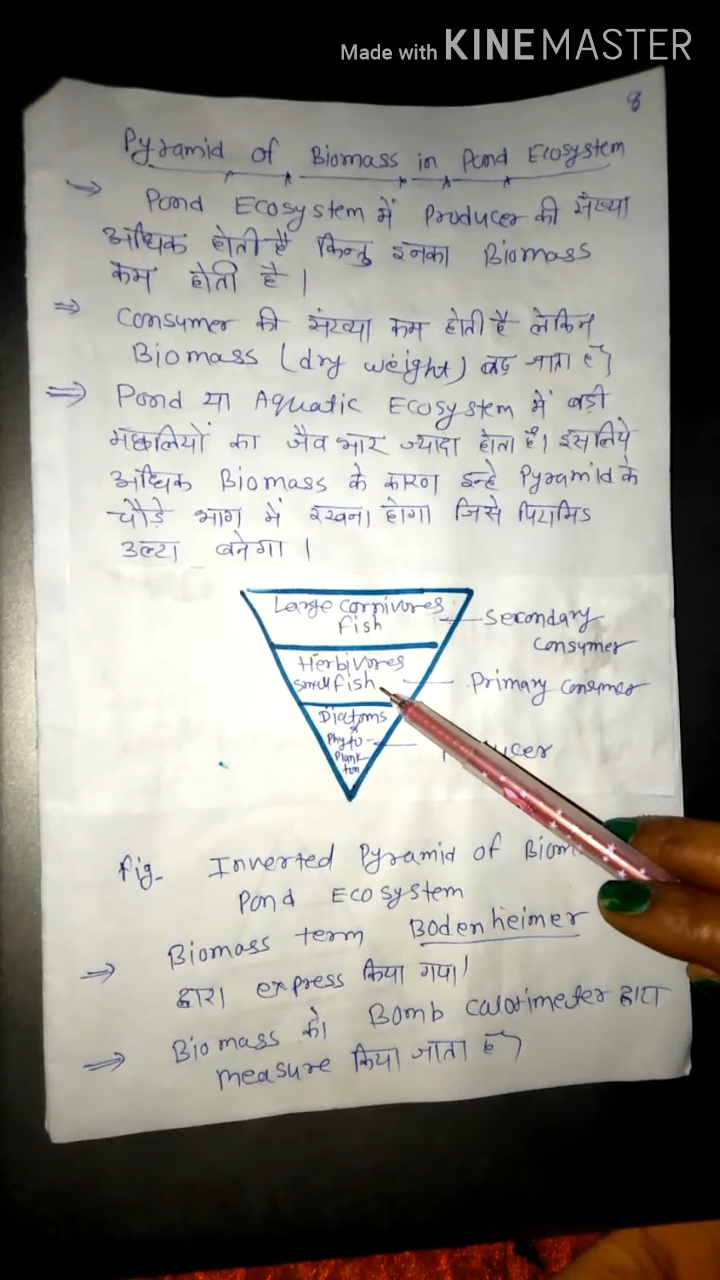 Made with KINEMASTER
8
Pyramid of Biomass in Pond Ecosystem
→ Pond Ecosystem में Producer की संख्या
अधिक होती है किन्तु इनका Biomass
कम होती है ।
⇒ Consumer की संख्या कम होती है लेकिन
Biomass (dry weight) बढ़ जाता है
⇒ Pond या Aquatic Ecosystem में बड़ी
मछलियों का जैव भार ज्यादा होता है। इसलिये
अधिक Biomass के कारण इन्हे Pyramid के
चौड़े भाग में रखना होगा जिसे पिरामिड
उल्टा बनेगा ।
Large cornivores
fish
Secondary
Consumer
Herbivores
small fish
Primary Consumer
Diatoms
Phyto-
Plank
ton
fig- Inverted Pyramid of
Pond Ecosystem
⇒ Biomass term Bodenheimer
द्वारा express किया गया।
⇒ Biomass को Bomb calorimeter द्वारा
measure किया जाता है